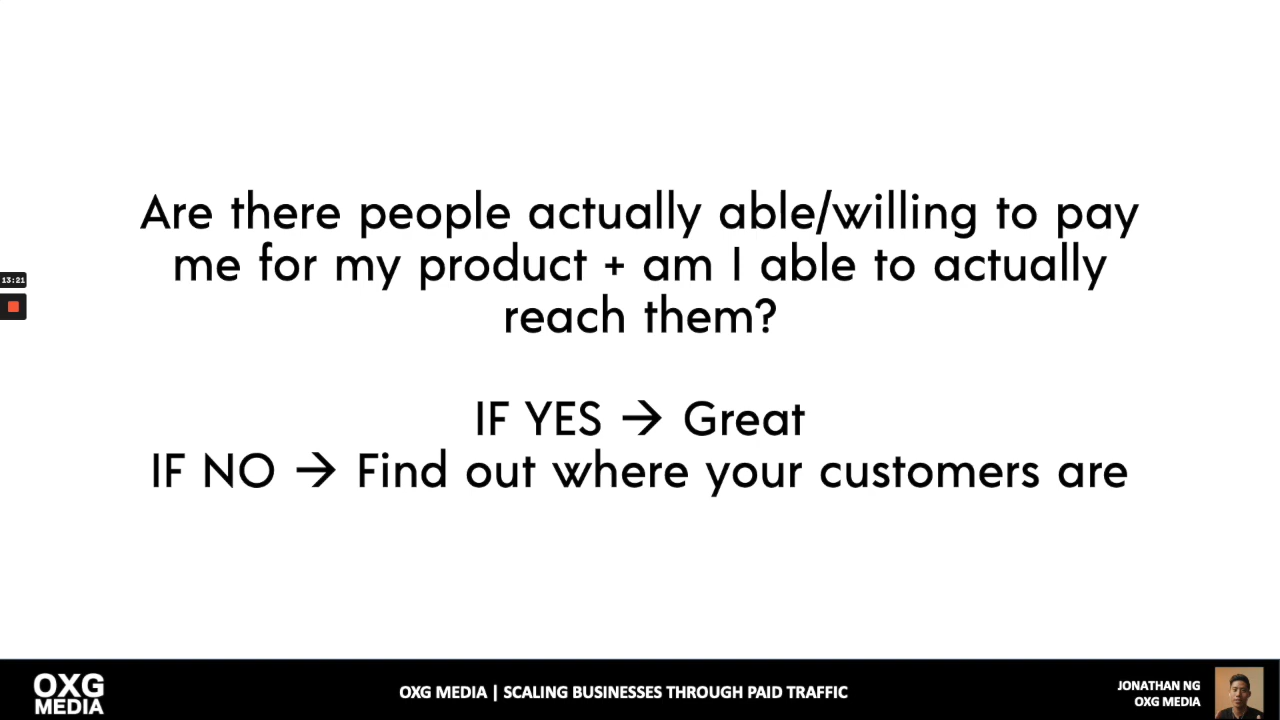 Are there people actually able/willing to pay
me for my product + am I able to actually
reach them?
IF YES → Great
IF NO → Find out where your customers are
13:21
OXG
MEDIA
OXG MEDIA | SCALING BUSINESSES THROUGH PAID TRAFFIC
JONATHAN NG
OXG MEDIA